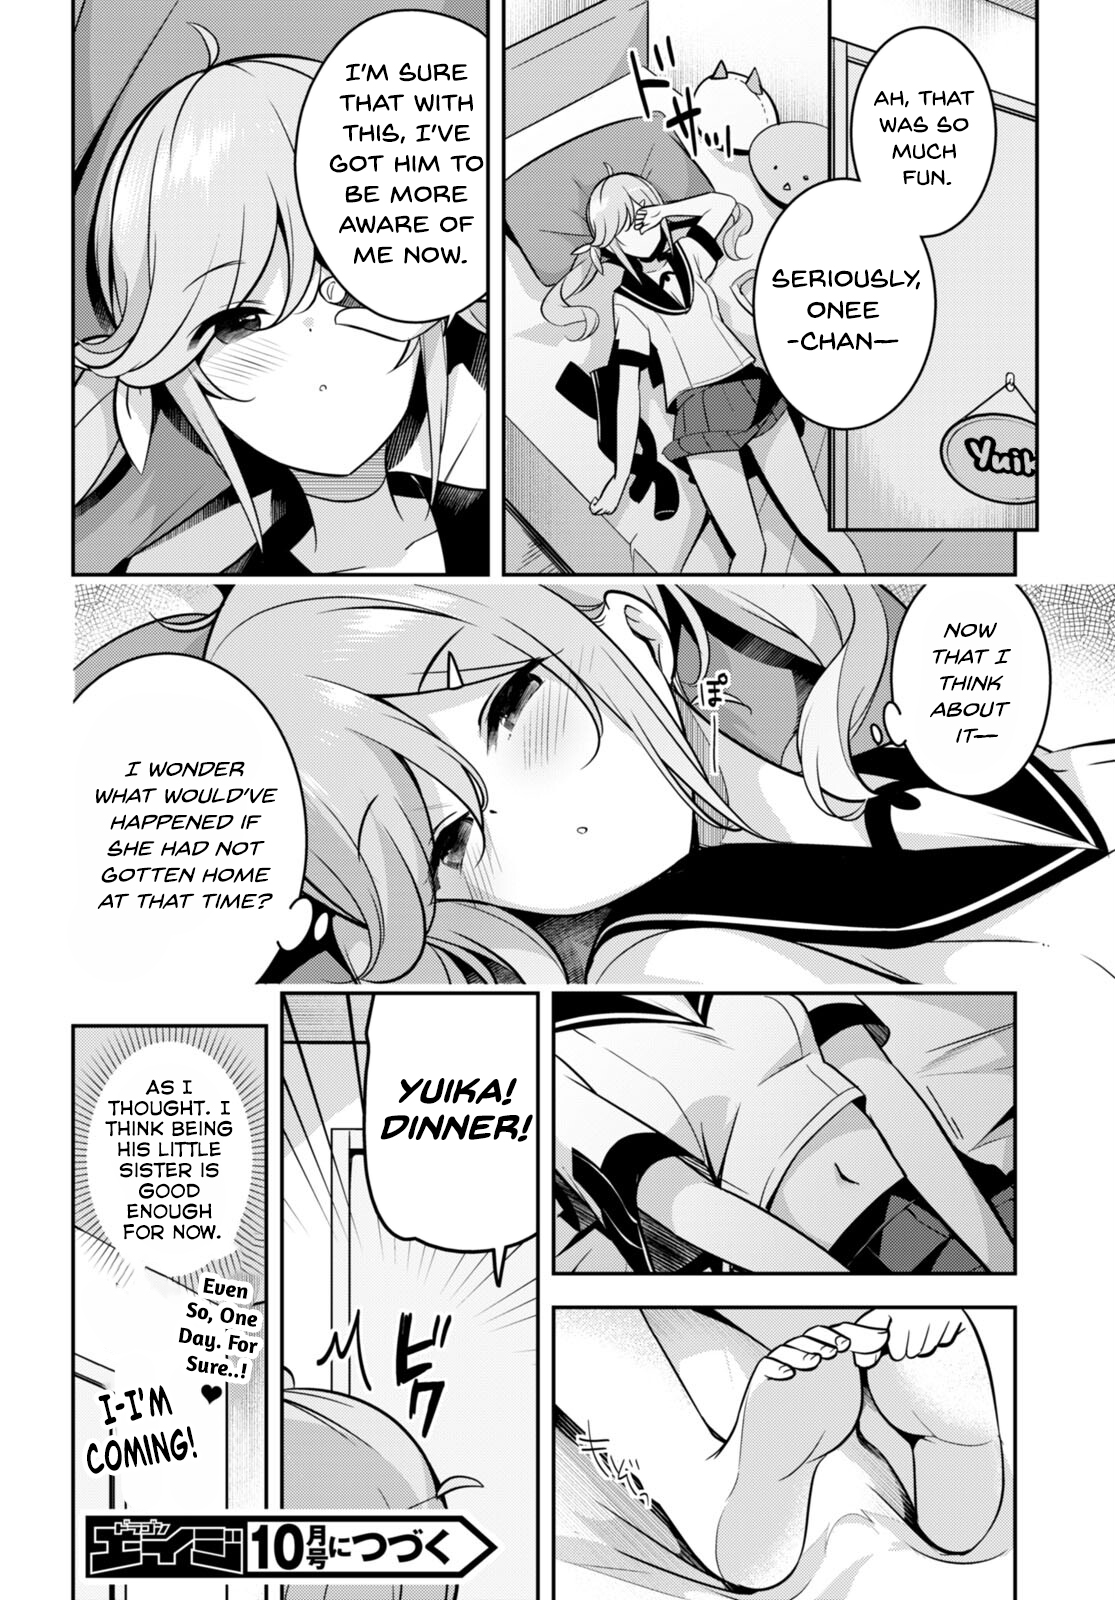 AH, THAT
WAS SO
MUCH
FUN.
SERIOUSLY,
ONEE
-CHAN—
ドドド
Yuik
I'M SURE
THAT WITH
THIS, I'VE
GOT HIM TO
BE MORE
AWARE OF
ME NOW.
NOW
THAT I
THINK
ABOUT
IT—
ぽー
I WONDER
WHAT WOULD'VE
HAPPENED IF
SHE HAD NOT
GOTTEN HOME
AT THAT TIME?
YUIKA!
DINNER!
ビク
AS I
THOUGHT. I
THINK BEING
HIS LITTLE
SISTER IS
GOOD
ENOUGH
FOR NOW.
Even
So, One
Day. For
Sure..!
♥
I-I'M
COMING!
ドラゴン
エイジ10月号につづく